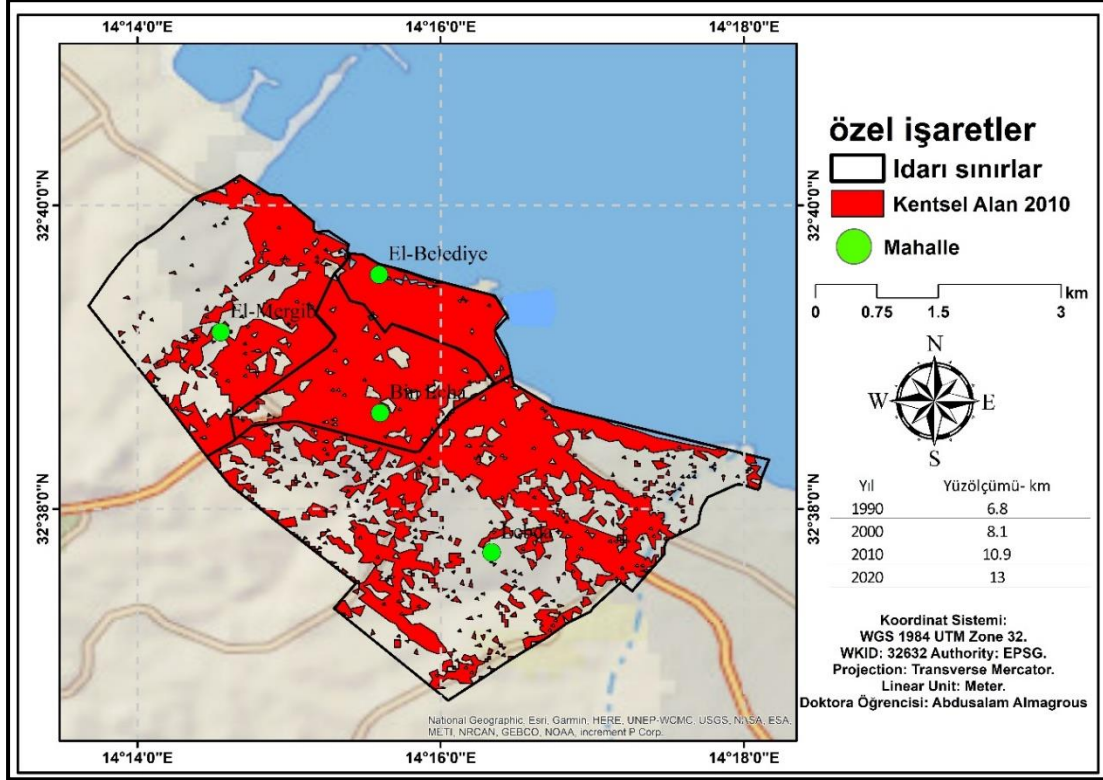 14°14'0"E
14°16'0"E
14°18'0"E
32°40'0"N
32°40'0"N
32°38'0"N
32°38'0"N
El-Belediye
El-Mergib
Bin Echa
Lebda
National Geographic, Esri, Garmin, HERE, UNEP-WCMC, USGS, NASA, ESA,
METI, NRCAN, GEBCO, NOAA, increment P Corp.
14°14'0"E
14°16'0"E
14°18'0"E
özel işaretler
Idarı sınırlar
Kentsel Alan 2010
Mahalle
km
0 0.75 1.5 3
N
W E
S
Yıl Yüzölçümü- km
1990 6.8
2000 8.1
2010 10.9
2020 13
Koordinat Sistemi:
WGS 1984 UTM Zone 32.
WKID: 32632 Authority: EPSG.
Projection: Transverse Mercator.
Linear Unit: Meter.
Doktora Öğrencisi: Abdusalam Almagrous